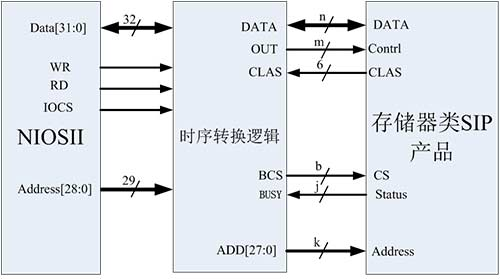 Data[31:0]
WR
RD
IOCS
NIOSII
Address[28:0]
32
29
DATA
OUT
CLAS
时序转换逻辑
BCS
BUSY
ADD[27:0]
n
m
6
b
j
k
DATA
Contrl
CLAS
存储器类SIP
产品
CS
Status
Address